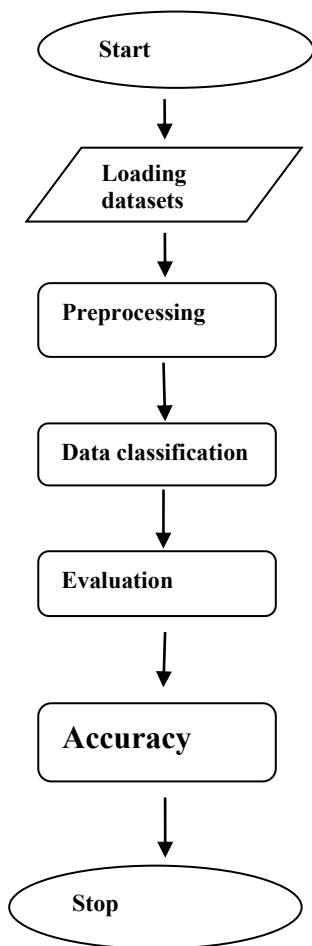 Start
Loading
datasets
Preprocessing
Data classification
Evaluation
Accuracy
Stop